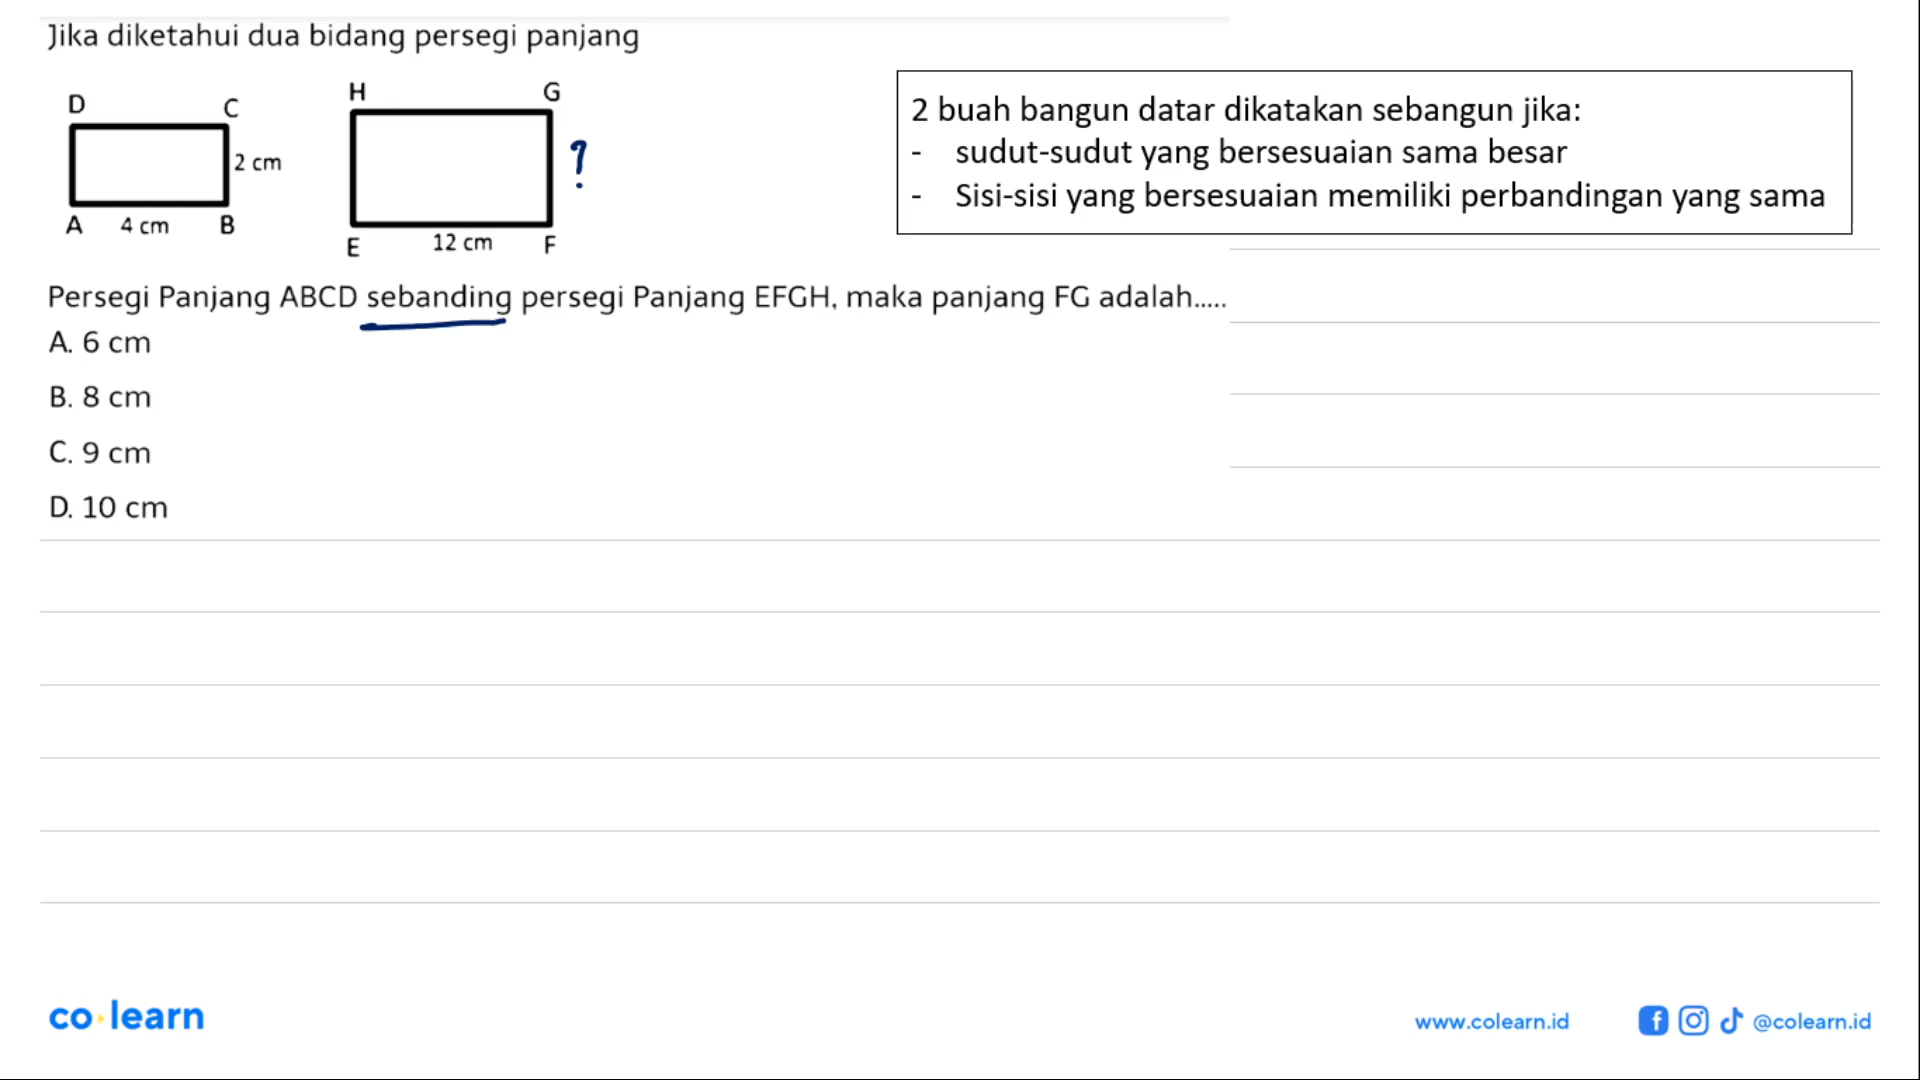 Jika diketahui dua bidang persegi panjang
D C
2 cm
A 4 cm B
H G
?
E 12 cm F
2 buah bangun datar dikatakan sebangun jika:
- sudut-sudut yang bersesuaian sama besar
- Sisi-sisi yang bersesuaian memiliki perbandingan yang sama
Persegi Panjang ABCD sebanding persegi Panjang EFGH, maka panjang FG adalah.....
A. 6 cm
B. 8 cm
C. 9 cm
D. 10 cm
co learn
www.colearn.id
@colearn.id